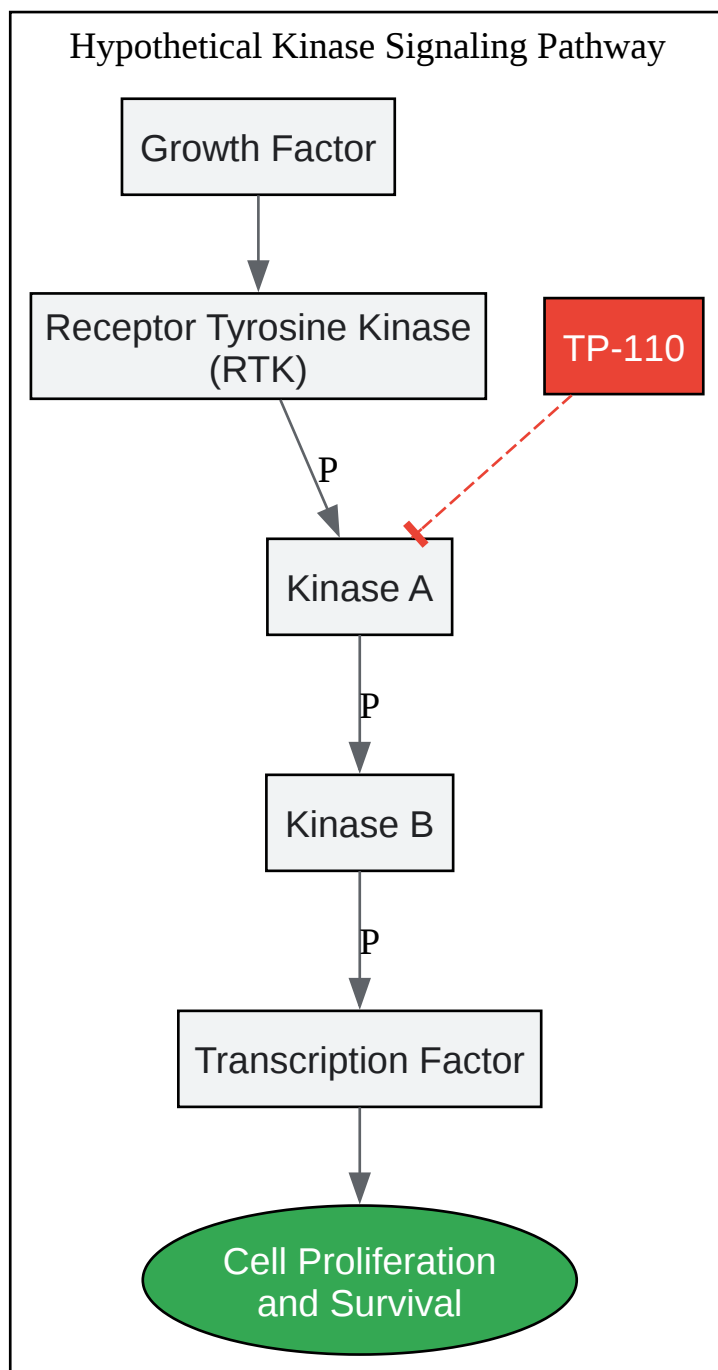 Hypothetical Kinase Signaling Pathway
Growth Factor
Receptor Tyrosine Kinase
(RTK)
TP-110
P
Kinase A
P
Kinase B
P
Transcription Factor
Cell Proliferation
and Survival